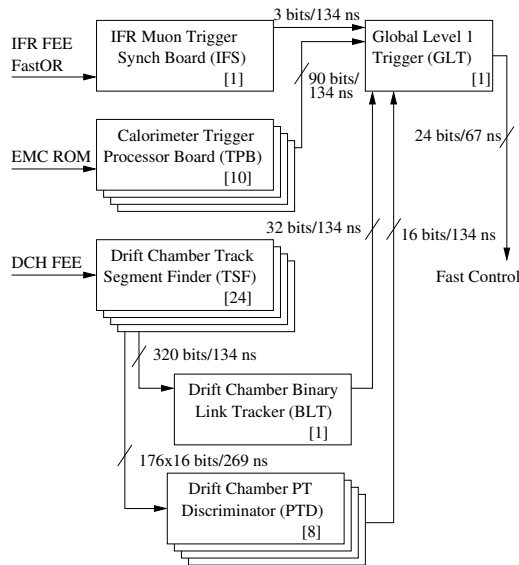 3 bits/134 ns
IFR FEE
FastOR
IFR Muon Trigger
Synch Board (IFS)
[1]
Global Level 1
Trigger (GLT)
[1]
90 bits/
134 ns
EMC ROM
Calorimeter Trigger
Processor Board (TPB)
[10]
24 bits/67 ns
32 bits/134 ns
16 bits/134 ns
DCH FEE
Drift Chamber Track
Segment Finder (TSF)
[24]
Fast Control
320 bits/134 ns
Drift Chamber Binary
Link Tracker (BLT)
[1]
176x16 bits/269 ns
Drift Chamber PT
Discriminator (PTD)
[8]